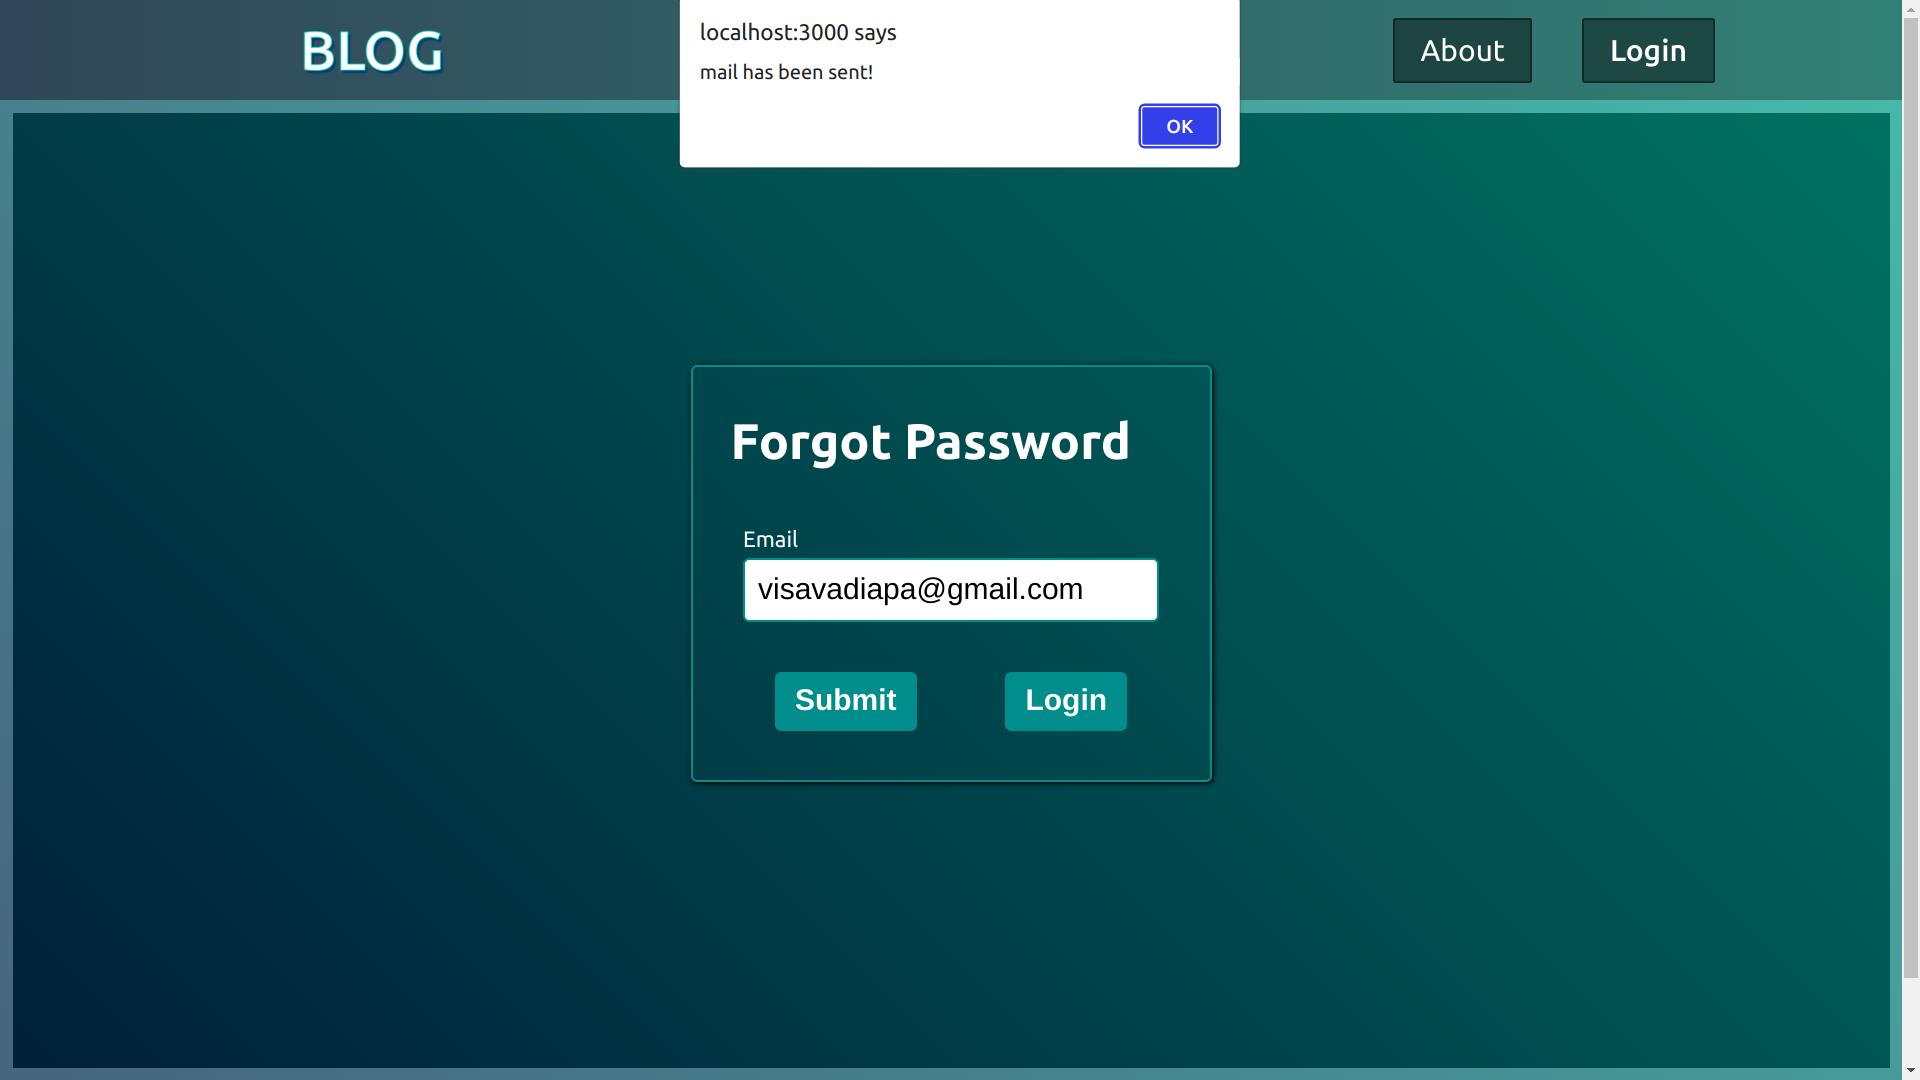 BLOG
localhost:3000 says
mail has been sent!
OK
About
Login
Forgot Password
Email
visavadiapa@gmail.com
Submit
Login